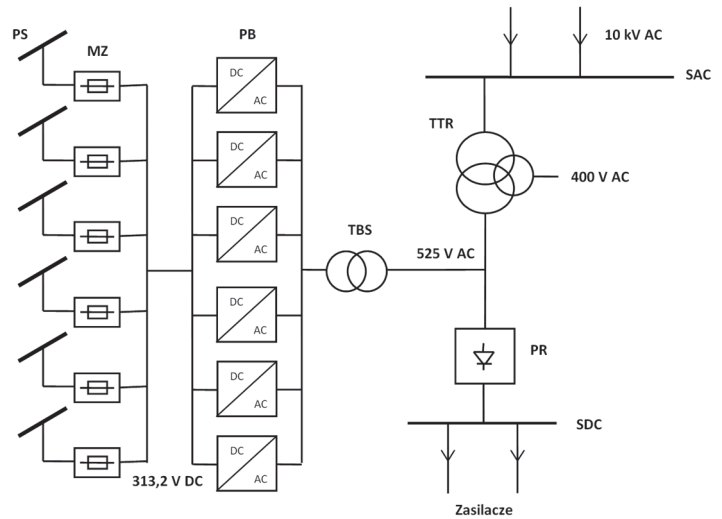 PS
MZ
PB
DC
AC
DC
AC
DC
AC
DC
AC
DC
AC
DC
AC
313,2 V DC
TBS
525 V AC
10 kV AC
SAC
TTR
400 V AC
PR
SDC
Zasilacze